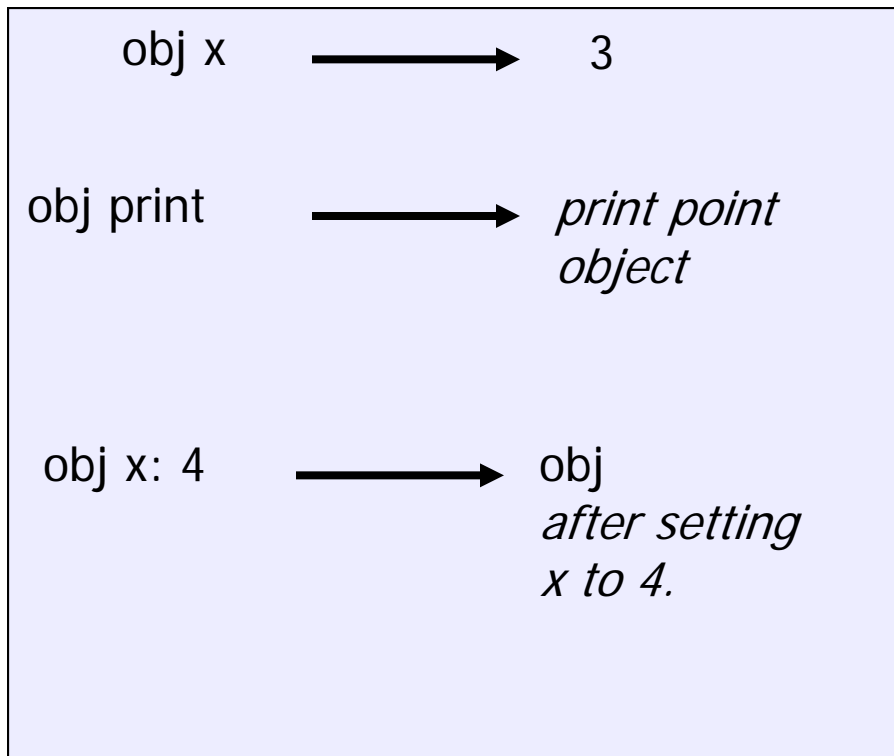 obj x 3
obj print print point
object
obj x: 4 obj
after setting
x to 4.